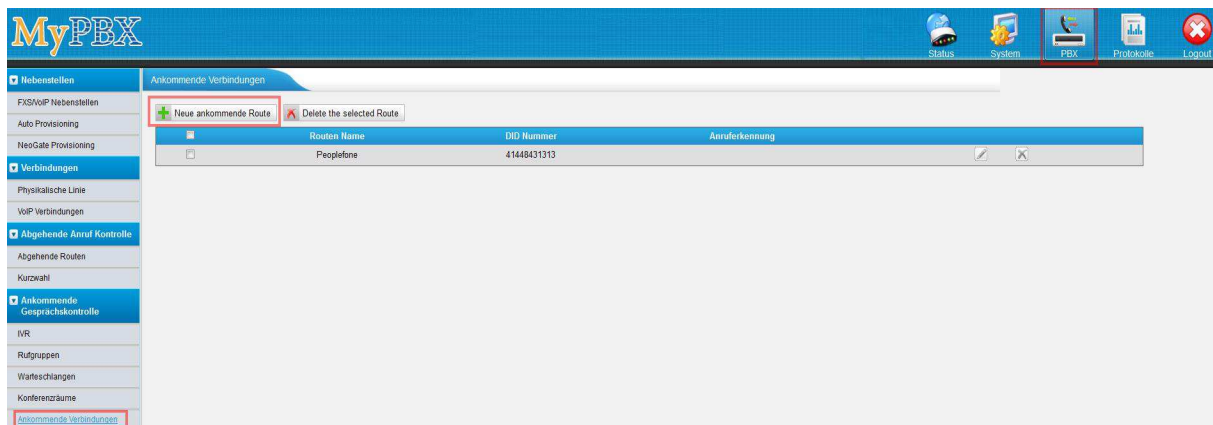 MyPBX
Status
System
PBX
Protokolle
Logout
Nebenstellen
FXS/VoIP Nebenstellen
Auto Provisioning
NeoGate Provisioning
Verbindungen
Physikalische Linie
VoIP Verbindungen
Abgehende Anruf Kontrolle
Abgehende Routen
Kurzwahl
Ankommende
Gesprächskontrolle
IVR
Rufgruppen
Warteschlangen
Konferenzräume
Ankommende Verbindungen
Ankommende Verbindungen
Neue ankommende Route
Delete the selected Route
Routen Name DID Nummer Anruferkennung
Peoplefone 41448431313